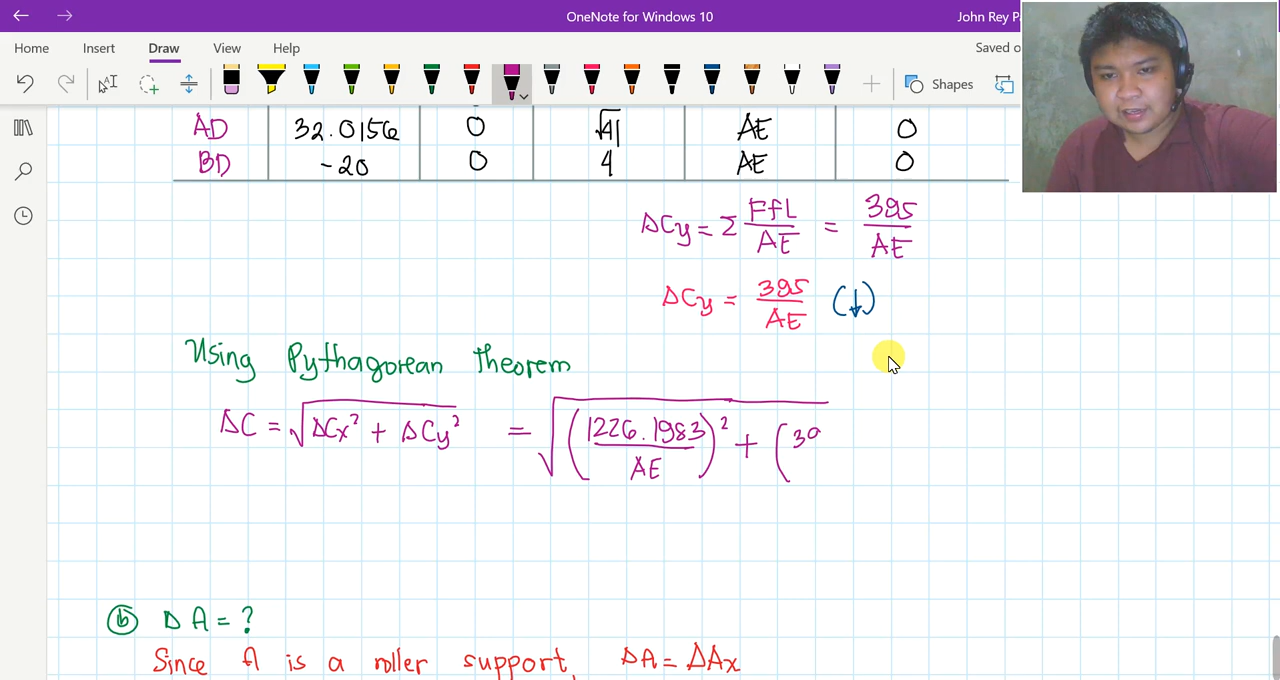 OneNote for Windows 10
John Rey P
Home Insert Draw View Help
Saved o
Shapes
AD 32.0156 0 √41 AE 0
BD -20 0 4 AE 0
ΔCy = Σ FfL/AE = 395/AE
ΔCy = 395/AE (↓)
Using Pythagorean theorem
ΔC = √(ΔCx² + ΔCy²) = √((1226.1983/AE)² + (39
ⓑ ΔA = ?
Since A is a roller support, ΔA = ΔAx